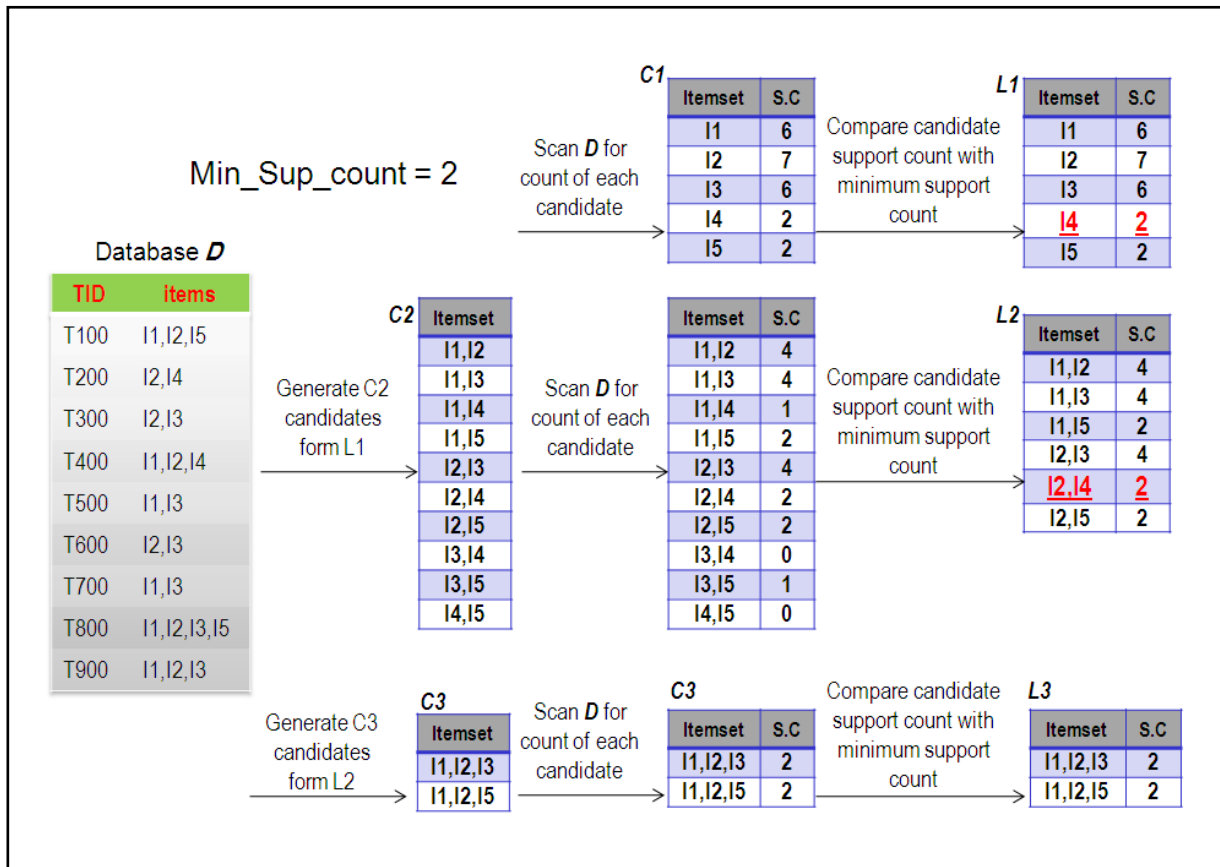 C1
Itemset S.C
I1 6
I2 7
I3 6
I4 2
I5 2
L1
Itemset S.C
I1 6
I2 7
I3 6
I4 2
I5 2
Scan D for
count of each
candidate
Compare candidate
support count with
minimum support
count
Min_Sup_count = 2
Database D
TID items
T100 I1,I2,I5
T200 I2,I4
T300 I2,I3
T400 I1,I2,I4
T500 I1,I3
T600 I2,I3
T700 I1,I3
T800 I1,I2,I3,I5
T900 I1,I2,I3
Generate C2
candidates
form L1
C2
Itemset
I1,I2
I1,I3
I1,I4
I1,I5
I2,I3
I2,I4
I2,I5
I3,I4
I3,I5
I4,I5
Scan D for
count of each
candidate
Itemset S.C
I1,I2 4
I1,I3 4
I1,I4 1
I1,I5 2
I2,I3 4
I2,I4 2
I2,I5 2
I3,I4 0
I3,I5 1
I4,I5 0
Compare candidate
support count with
minimum support
count
L2
Itemset S.C
I1,I2 4
I1,I3 4
I1,I5 2
I2,I3 4
I2,I4 2
I2,I5 2
Generate C3
candidates
form L2
C3
Itemset
I1,I2,I3
I1,I2,I5
Scan D for
count of each
candidate
C3
Itemset S.C
I1,I2,I3 2
I1,I2,I5 2
Compare candidate
support count with
minimum support
count
L3
Itemset S.C
I1,I2,I3 2
I1,I2,I5 2